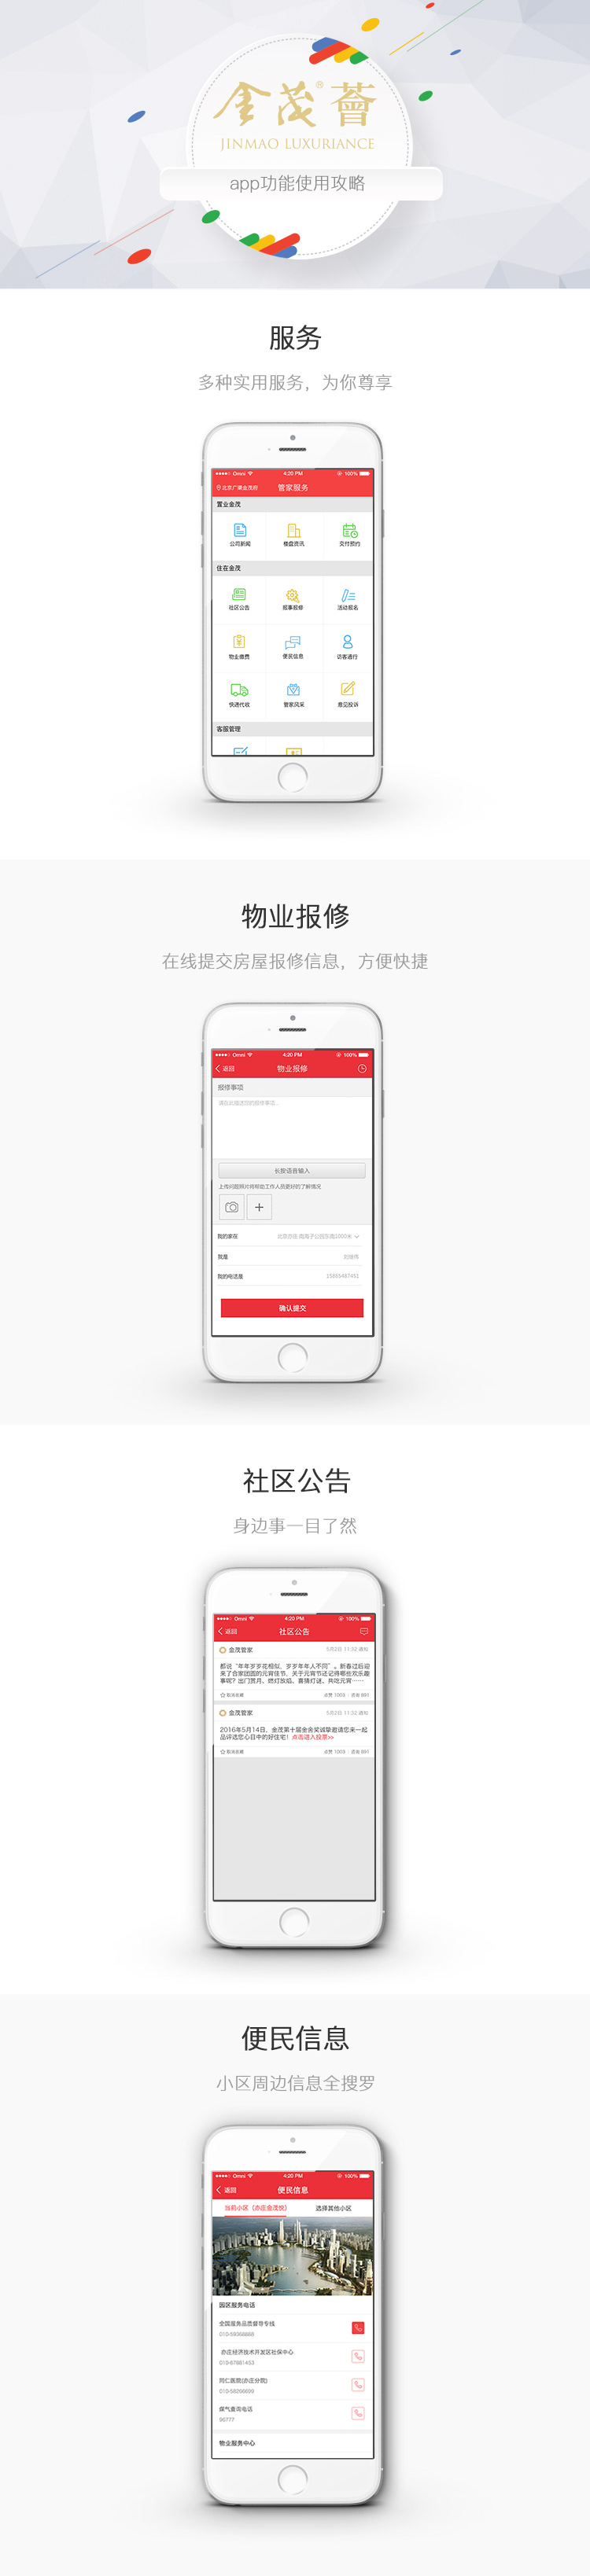 金茂薈®
JINMAO LUXURIANCE
app功能使用攻略
服务
多种实用服务，为你尊享
Omni 4:20 PM 100%
北京广渠金茂府 管家服务
置业金茂
公司新闻 楼盘资讯 交付预约
住在金茂
社区公告 报事报修 活动报名
物业缴费 便民信息 访客通行
快递代收 管家风采 意见投诉
客服管理
物业报修
在线提交房屋报修信息，方便快捷
Omni 4:20 PM 100%
返回 物业报修
报修事项
请在此描述您的报修事项...
长按语音输入
上传问题照片将帮助工作人员更好的了解情况
我的家在 北京亦庄·南海子公园东南1000米
我是
我的电话是 15865487451
确认提交
社区公告
身边事一目了然
Omni 4:20 PM 100%
返回 社区公告
金茂管家 5月2日 11:32 通知
都说“年年岁岁花相似，岁岁年年人不同”。新春过后迎
来了合家团圆的元宵佳节，关于元宵节还记得哪些欢乐趣
事呢？出门赏月、燃灯放焰、喜猜灯谜、共吃元宵……
取消收藏 点赞 1003 | 咨询 891
金茂管家 5月2日 11:32 通知
2016年5月14日，金茂第十届金舍奖诚挚邀请您来一起
品评选您心目中的好住宅！点击进入投票>>
取消收藏 点赞 1003 | 咨询 891
便民信息
小区周边信息全搜罗
Omni 4:20 PM 100%
返回 便民信息
当前小区（亦庄金茂悦） 选择其他小区
园区服务电话
全国服务品质督导专线
010-59368888
亦庄经济技术开发区社保中心
010-67881453
同仁医院(亦庄分院)
010-58266699
煤气查询电话
96777
物业服务中心